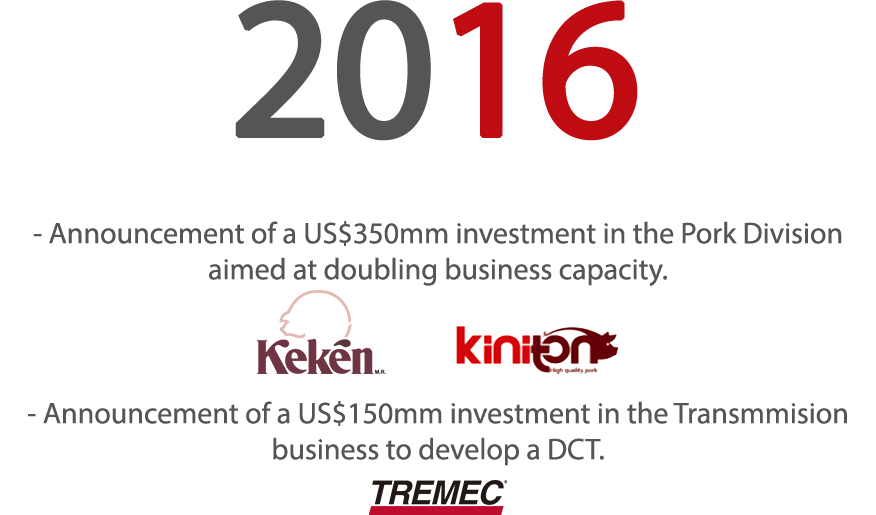 2016
- Announcement of a US$350mm investment in the Pork Division
aimed at doubling business capacity.
Kekén M.R.
kiniton
High quality pork
- Announcement of a US$150mm investment in the Transmmision
business to develop a DCT.
TREMEC®